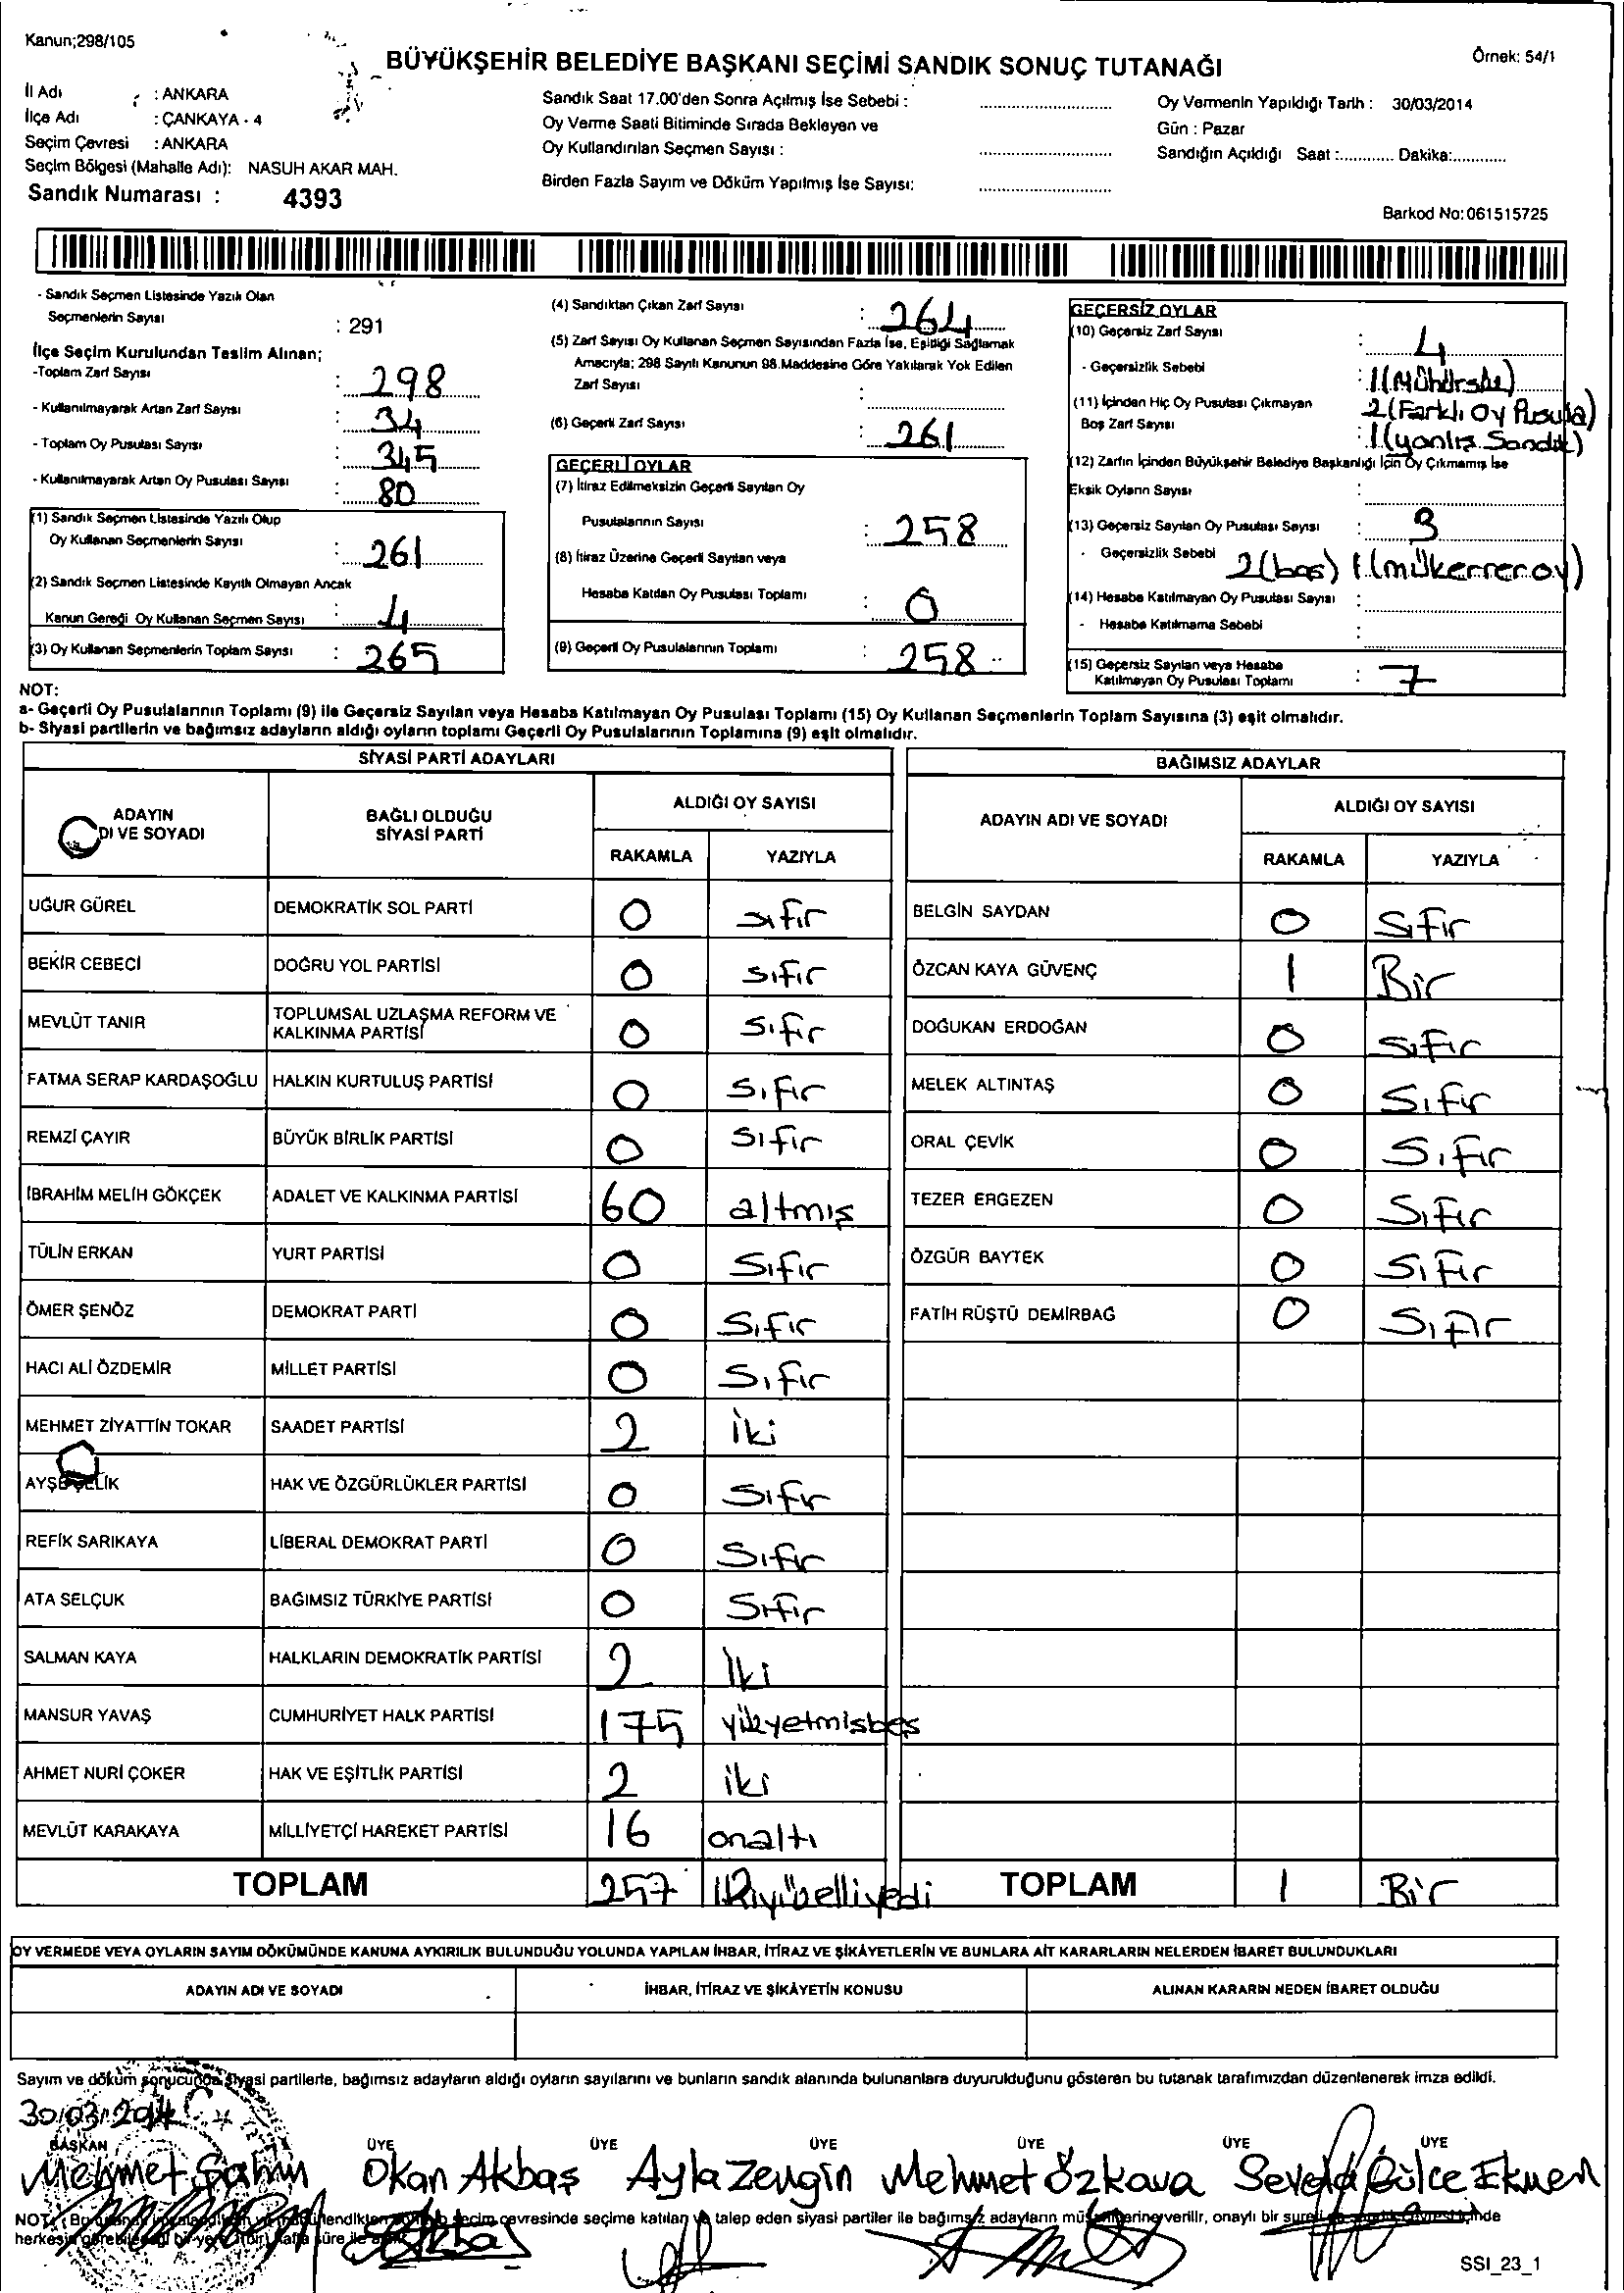 Kanun;298/105
BÜYÜKŞEHİR BELEDİYE BAŞKANI SEÇİMİ SANDIK SONUÇ TUTANAĞI
Örnek: 54/1
İl Adı : ANKARA
İlçe Adı : ÇANKAYA - 4
Seçim Çevresi : ANKARA
Seçim Bölgesi (Mahalle Adı): NASUH AKAR MAH.
Sandık Numarası : 4393
Sandık Saat 17.00'den Sonra Açılmış İse Sebebi :
Oy Verme Saati Bitiminde Sırada Bekleyen ve
Oy Kullandırılan Seçmen Sayısı :
Birden Fazla Sayım ve Döküm Yapılmış İse Sayısı:
Oy Vermenin Yapıldığı Tarih : 30/03/2014
Gün : Pazar
Sandığın Açıldığı Saat :............ Dakika:............
Barkod No:061515725
- Sandık Seçmen Listesinde Yazılı Olan
Seçmenlerin Sayısı : 291
İlçe Seçim Kurulundan Teslim Alınan;
-Toplam Zarf Sayısı : 298
- Kullanılmayarak Artan Zarf Sayısı : 34
- Toplam Oy Pusulası Sayısı : 345
- Kullanılmayarak Artan Oy Pusulası Sayısı : 80
(1) Sandık Seçmen Listesinde Yazılı Olup
Oy Kullanan Seçmenlerin Sayısı : 261
(2) Sandık Seçmen Listesinde Kayıtlı Olmayan Ancak
Kanun Gereği Oy Kullanan Seçmen Sayısı : 4
(3) Oy Kullanan Seçmenlerin Toplam Sayısı : 265
(4) Sandıktan Çıkan Zarf Sayısı : 264
(5) Zarf Sayısı Oy Kullanan Seçmen Sayısından Fazla İse, Eşitliği Sağlamak
Amacıyla; 298 Sayılı Kanunun 98.Maddesine Göre Yakılarak Yok Edilen
Zarf Sayısı :
(6) Geçerli Zarf Sayısı : 261
GEÇERLİ OYLAR
(7) İtiraz Edilmeksizin Geçerli Sayılan Oy
Pusulalarının Sayısı : 258
(8) İtiraz Üzerine Geçerli Sayılan veya
Hesaba Katılan Oy Pusulası Toplamı : 0
(9) Geçerli Oy Pusulalarının Toplamı : 258
GEÇERSİZ OYLAR
(10) Geçersiz Zarf Sayısı : 4
- Geçersizlik Sebebi : 1(Mühürsüz)
2(Farklı Oy Pusula)
(11) İçinden Hiç Oy Pusulası Çıkmayan
Boş Zarf Sayısı : 1(yanlış Sandık)
(12) Zarfın İçinden Büyükşehir Belediye Başkanlığı İçin Oy Çıkmamış İse
Eksik Oyların Sayısı :
(13) Geçersiz Sayılan Oy Pusulası Sayısı : 3
- Geçersizlik Sebebi 2(boş) 1(mükerrer oy)
(14) Hesaba Katılmayan Oy Pusulası Sayısı :
- Hesaba Katılmama Sebebi :
(15) Geçersiz Sayılan veya Hesaba
Katılmayan Oy Pusulası Toplamı : 7
NOT:
a- Geçerli Oy Pusulalarının Toplamı (9) ile Geçersiz Sayılan veya Hesaba Katılmayan Oy Pusulası Toplamı (15) Oy Kullanan Seçmenlerin Toplam Sayısına (3) eşit olmalıdır.
b- Siyasi partilerin ve bağımsız adayların aldığı oyların toplamı Geçerli Oy Pusulalarının Toplamına (9) eşit olmalıdır.
SİYASİ PARTİ ADAYLARI
ADAYIN
DI VE SOYADI
BAĞLI OLDUĞU
SİYASİ PARTİ
ALDIĞI OY SAYISI
RAKAMLA YAZIYLA
UĞUR GÜREL DEMOKRATİK SOL PARTİ 0 sıfır
BEKİR CEBECİ DOĞRU YOL PARTİSİ 0 sıfır
MEVLÜT TANIR TOPLUMSAL UZLAŞMA REFORM VE
KALKINMA PARTİSİ 0 sıfır
FATMA SERAP KARDAŞOĞLU HALKIN KURTULUŞ PARTİSİ 0 sıfır
REMZİ ÇAYIR BÜYÜK BİRLİK PARTİSİ 0 sıfır
İBRAHİM MELİH GÖKÇEK ADALET VE KALKINMA PARTİSİ 60 altmış
TÜLİN ERKAN YURT PARTİSİ 0 Sıfır
ÖMER ŞENÖZ DEMOKRAT PARTİ 0 Sıfır
HACI ALİ ÖZDEMİR MİLLET PARTİSİ 0 Sıfır
MEHMET ZİYATTİN TOKAR SAADET PARTİSİ 2 İki
AYŞE ÇELİK HAK VE ÖZGÜRLÜKLER PARTİSİ 0 Sıfır
REFİK SARIKAYA LİBERAL DEMOKRAT PARTİ 0 Sıfır
ATA SELÇUK BAĞIMSIZ TÜRKİYE PARTİSİ 0 Sıfır
SALMAN KAYA HALKLARIN DEMOKRATİK PARTİSİ 2 İki
MANSUR YAVAŞ CUMHURİYET HALK PARTİSİ 175 yüzyetmişbeş
AHMET NURİ ÇOKER HAK VE EŞİTLİK PARTİSİ 2 iki
MEVLÜT KARAKAYA MİLLİYETÇİ HAREKET PARTİSİ 16 onaltı
TOPLAM 257 İkiyüzelliyedi
BAĞIMSIZ ADAYLAR
ADAYIN ADI VE SOYADI
ALDIĞI OY SAYISI
RAKAMLA YAZIYLA
BELGİN SAYDAN 0 Sıfır
ÖZCAN KAYA GÜVENÇ 1 Bir
DOĞUKAN ERDOĞAN 0 Sıfır
MELEK ALTINTAŞ 0 Sıfır
ORAL ÇEVİK 0 Sıfır
TEZER ERGEZEN 0 Sıfır
ÖZGÜR BAYTEK 0 Sıfır
FATİH RÜŞTÜ DEMİRBAĞ 0 Sıfır
TOPLAM 1 Bir
OY VERMEDE VEYA OYLARIN SAYIM DÖKÜMÜNDE KANUNA AYKIRILIK BULUNDUĞU YOLUNDA YAPILAN İHBAR, İTİRAZ VE ŞİKÂYETLERİN VE BUNLARA AİT KARARLARIN NELERDEN İBARET BULUNDUKLARI
ADAYIN ADI VE SOYADI İHBAR, İTİRAZ VE ŞİKÂYETİN KONUSU ALINAN KARARIN NEDEN İBARET OLDUĞU
Sayım ve döküm sonucunda siyasi partilerle, bağımsız adayların aldığı oyların sayılarını ve bunların sandık alanında bulunanlara duyurulduğunu gösteren bu tutanak tarafımızdan düzenlenerek imza edildi.
30/03/2014
BAŞKAN ÜYE ÜYE ÜYE ÜYE ÜYE ÜYE
Mehmet Şahin Okan Akbaş Ayla Zengin Mehmet Özkava Sevela Gülce Ekmen
NOT: seçim çevresinde seçime katılan ve talep eden siyasi partiler ile bağımsız adayların müşahitlerine verilir, onaylı bir sureti
herkesin görebileceği bir yere hafta süre ile
SSI_23_1